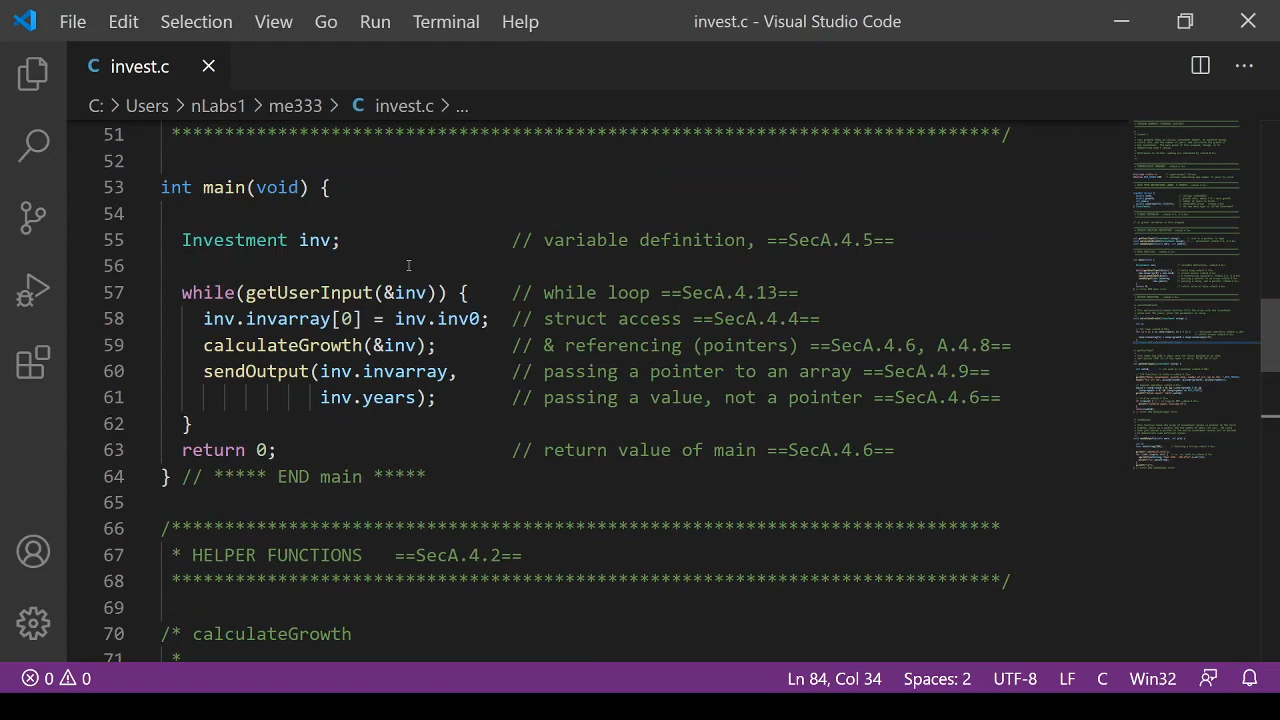 File Edit Selection View Go Run Terminal Help invest.c - Visual Studio Code
C invest.c
C: > Users > nLabs1 > me333 > C invest.c > ...
51 *******************************************************************************/
52
53 int main(void) {
54
55 Investment inv; // variable definition, ==SecA.4.5==
56
57 while(getUserInput(&inv)) { // while loop ==SecA.4.13==
58 inv.invarray[0] = inv.inv0; // struct access ==SecA.4.4==
59 calculateGrowth(&inv); // & referencing (pointers) ==SecA.4.6, A.4.8==
60 sendOutput(inv.invarray, // passing a pointer to an array ==SecA.4.9==
61 inv.years); // passing a value, not a pointer ==SecA.4.6==
62 }
63 return 0; // return value of main ==SecA.4.6==
64 } // ***** END main *****
65
66 /*******************************************************************************
67 * HELPER FUNCTIONS ==SecA.4.2==
68 *******************************************************************************/
69
70 /* calculateGrowth
71 *
0 0 Ln 84, Col 34 Spaces: 2 UTF-8 LF C Win32